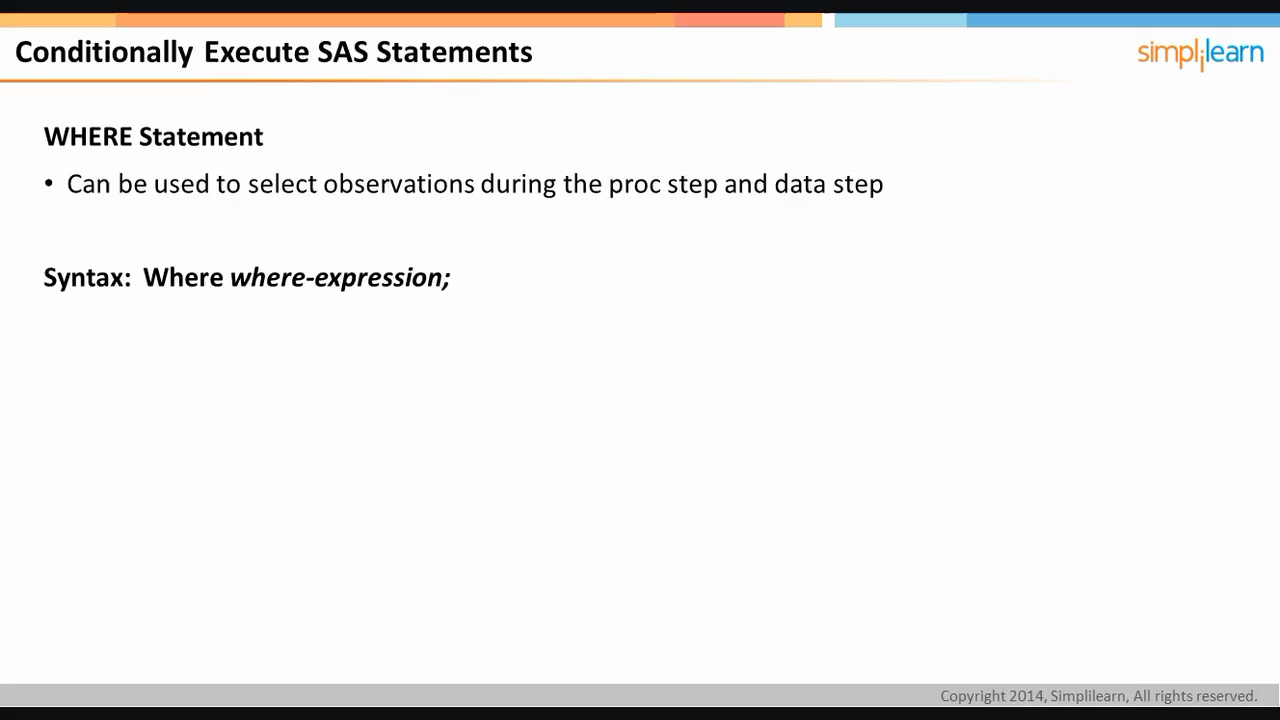 Conditionally Execute SAS Statements
simplilearn
WHERE Statement
• Can be used to select observations during the proc step and data step
Syntax: Where where-expression;
Copyright 2014, Simplilearn, All rights reserved.